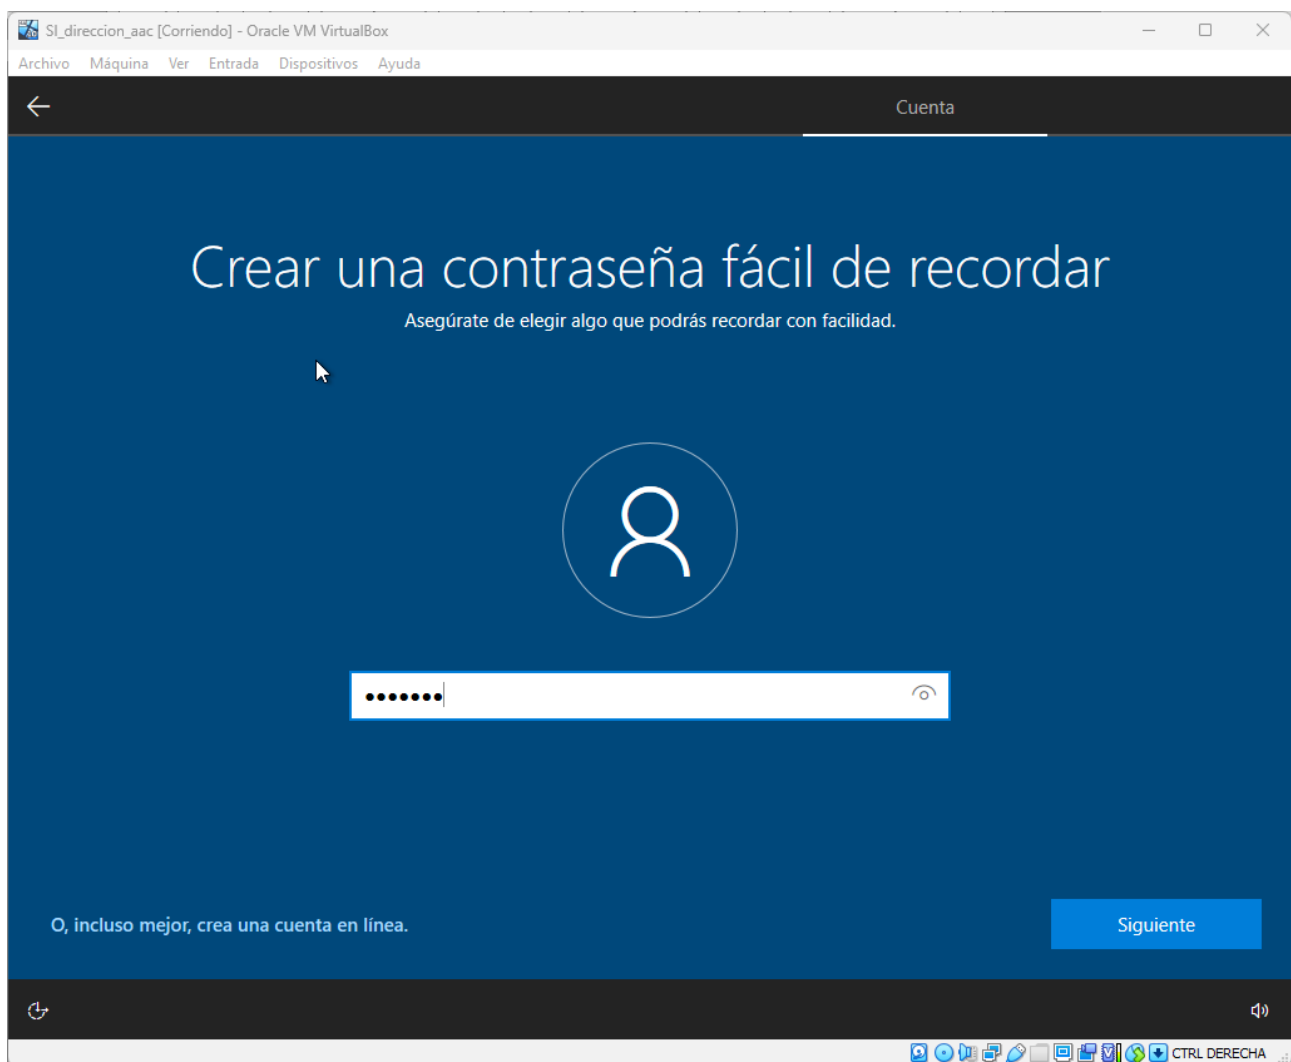 SI_direccion_aac [Corriendo] - Oracle VM VirtualBox
Archivo Máquina Ver Entrada Dispositivos Ayuda
Cuenta
Crear una contraseña fácil de recordar
Asegúrate de elegir algo que podrás recordar con facilidad.
•••••••
O, incluso mejor, crea una cuenta en línea.
Siguiente
CTRL DERECHA